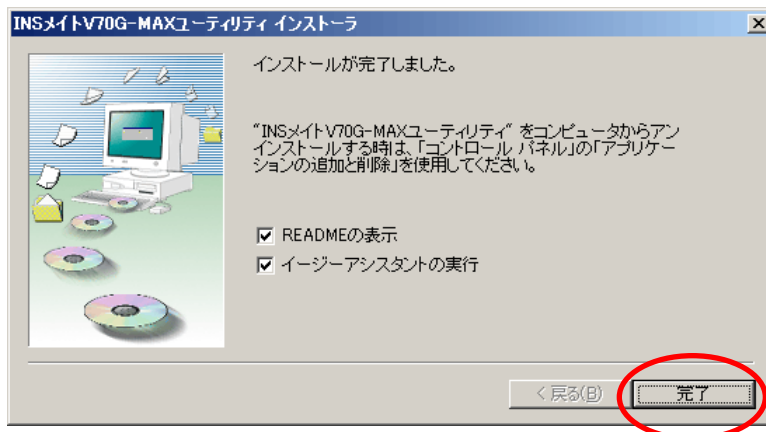 INSメイトV70G-MAXユーティリティ インストーラ
インストールが完了しました。
“INSメイトV70G-MAXユーティリティ” をコンピュータからアン
インストールする時は、「コントロール パネル」の「アプリケー
ションの追加と削除」を使用してください。
READMEの表示
イージーアシスタントの実行
< 戻る(B)
完了